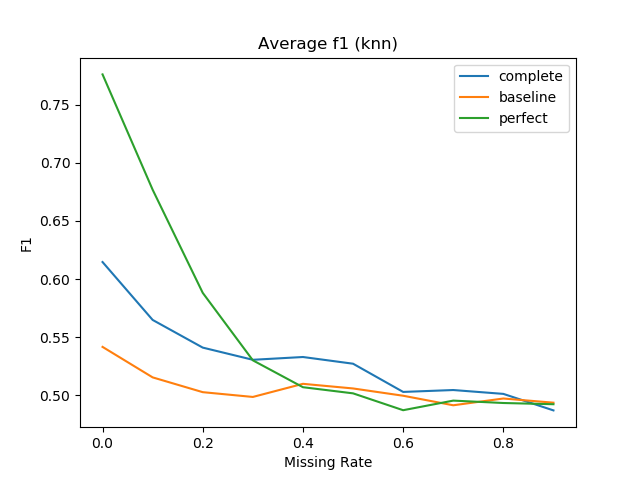 Average f1 (knn)
complete
baseline
perfect
0.75
0.70
0.65
0.60
0.55
0.50
F1
0.0 0.2 0.4 0.6 0.8
Missing Rate